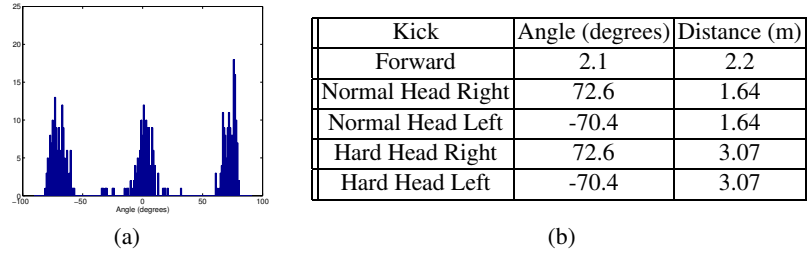 25
20
15
10
5
0
−100 −50 0 50 100
Angle (degrees)
(a)
Kick Angle (degrees) Distance (m)
Forward 2.1 2.2
Normal Head Right 72.6 1.64
Normal Head Left -70.4 1.64
Hard Head Right 72.6 3.07
Hard Head Left -70.4 3.07
(b)